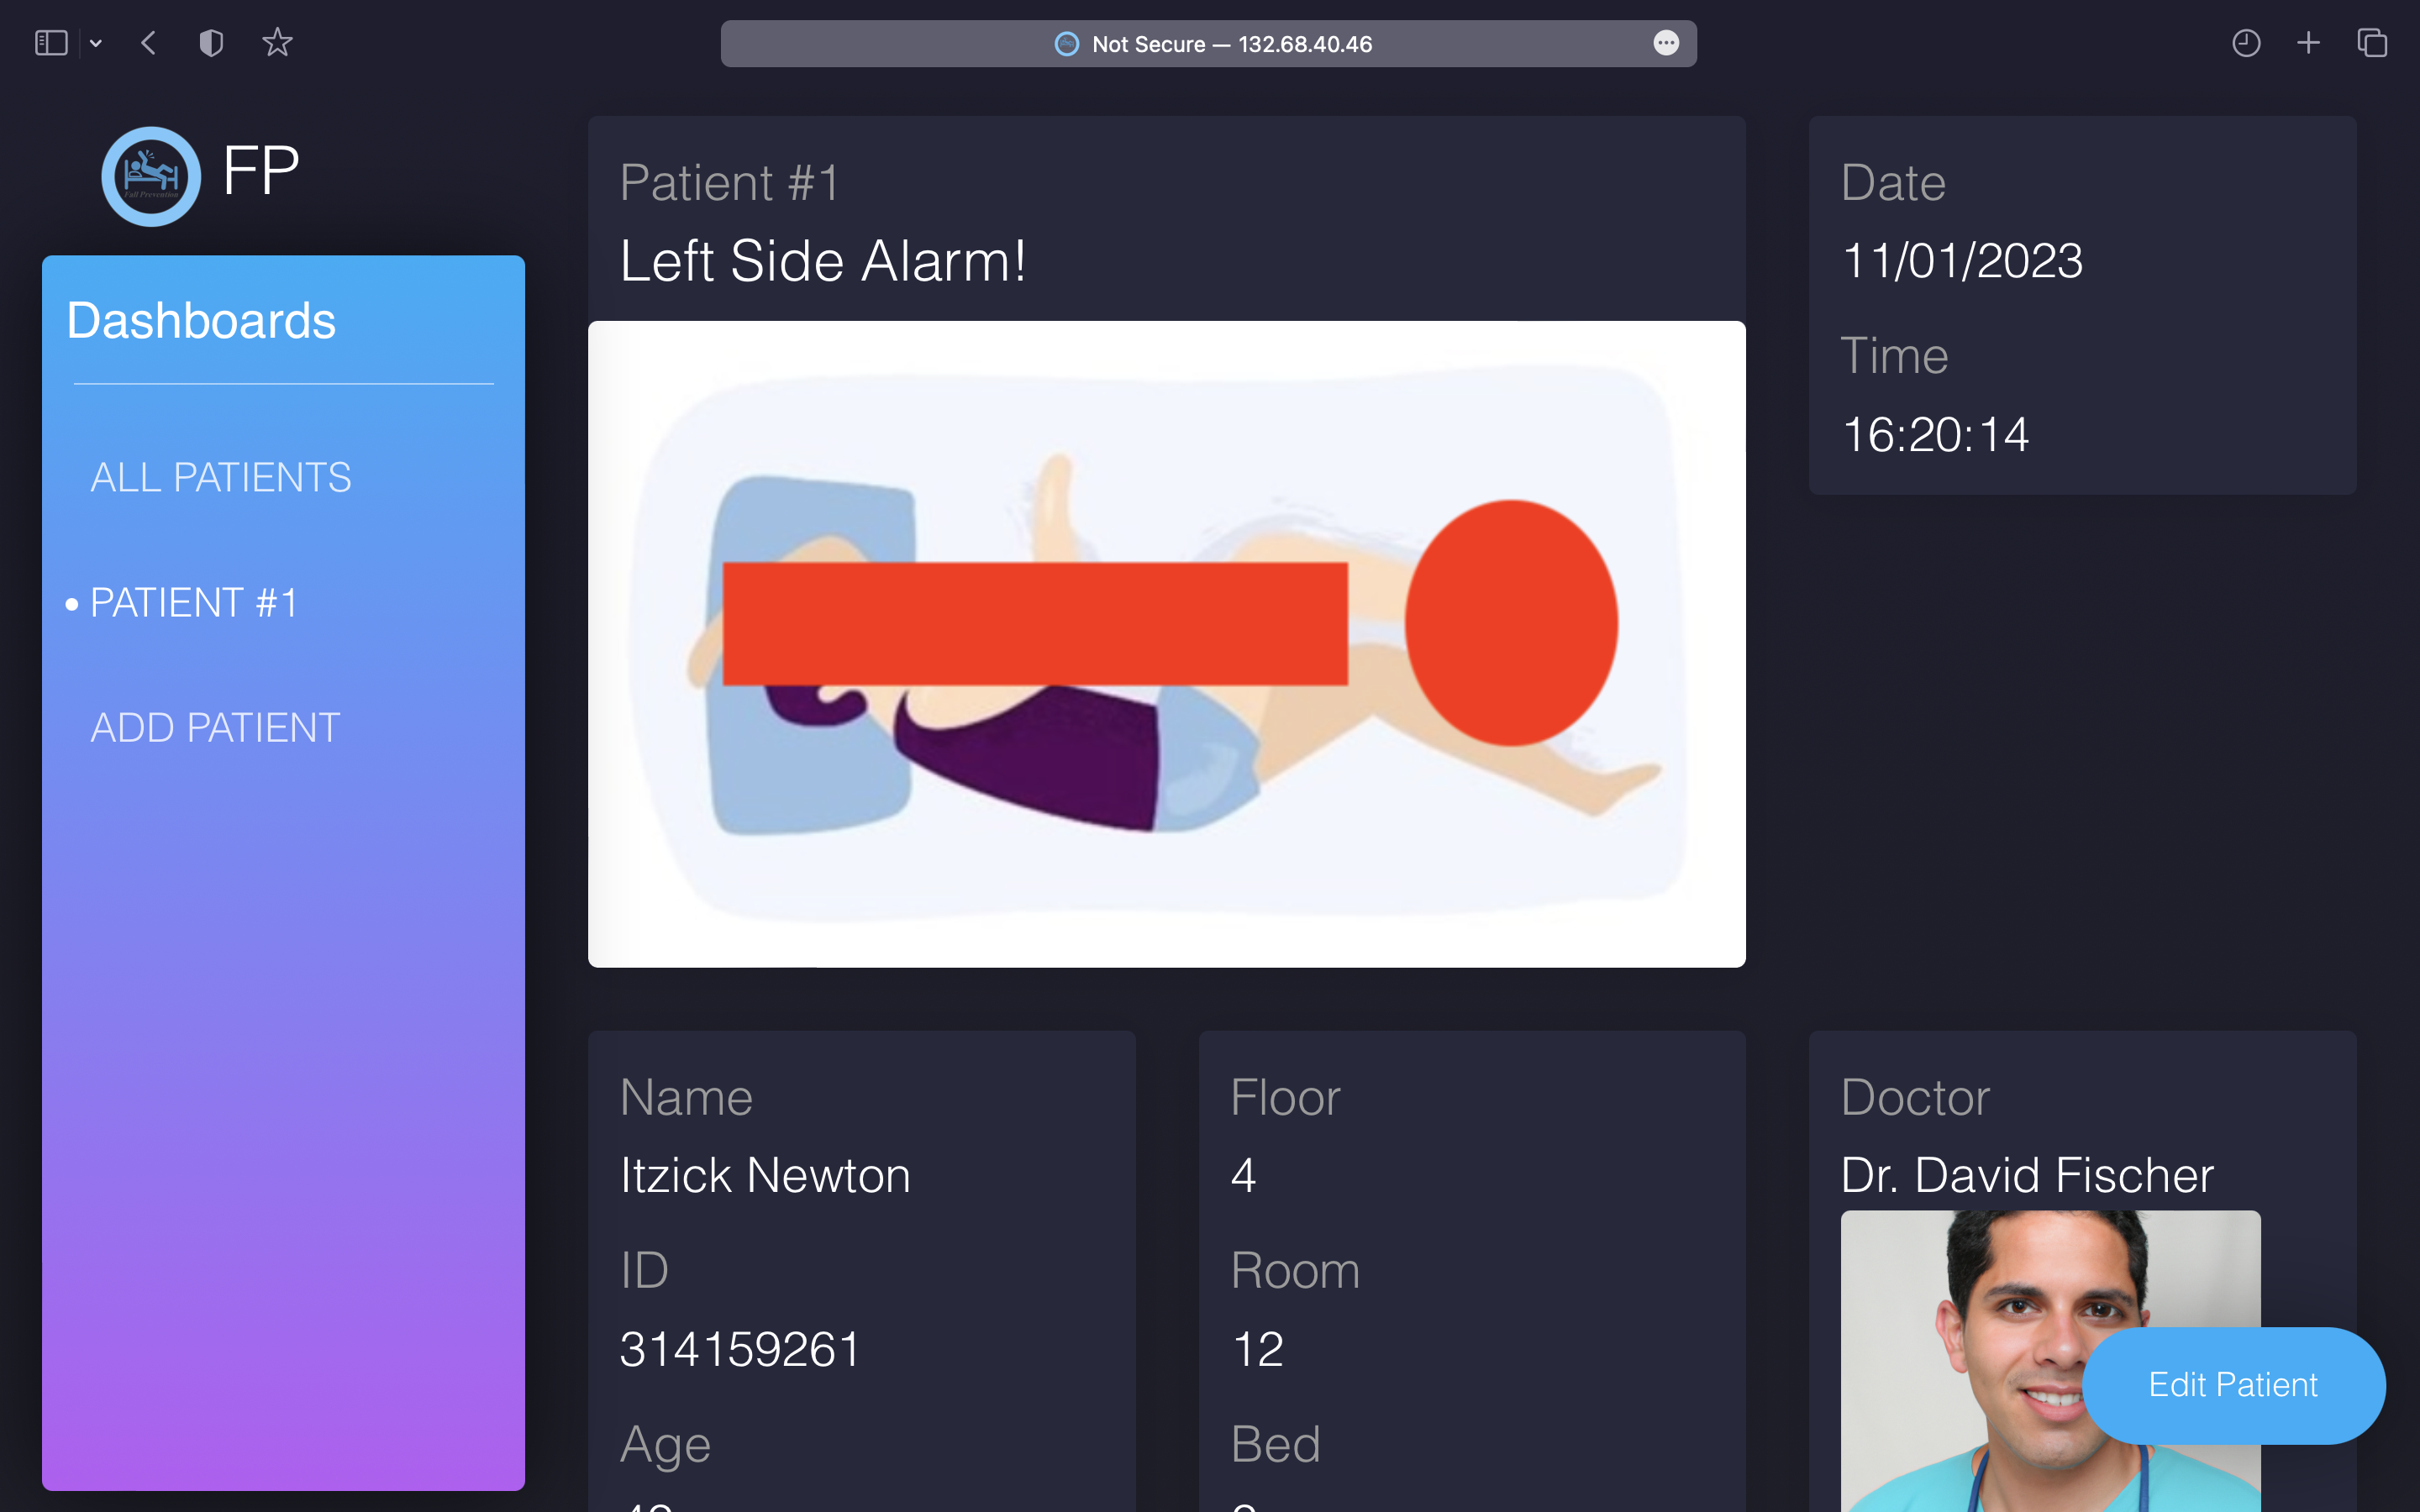 Not Secure — 132.68.40.46
FP
Fall Prevention
Dashboards
ALL PATIENTS
PATIENT #1
ADD PATIENT
Patient #1
Left Side Alarm!
Date
11/01/2023
Time
16:20:14
Name
Itzick Newton
ID
314159261
Age
Floor
4
Room
12
Bed
Doctor
Dr. David Fischer
Edit Patient